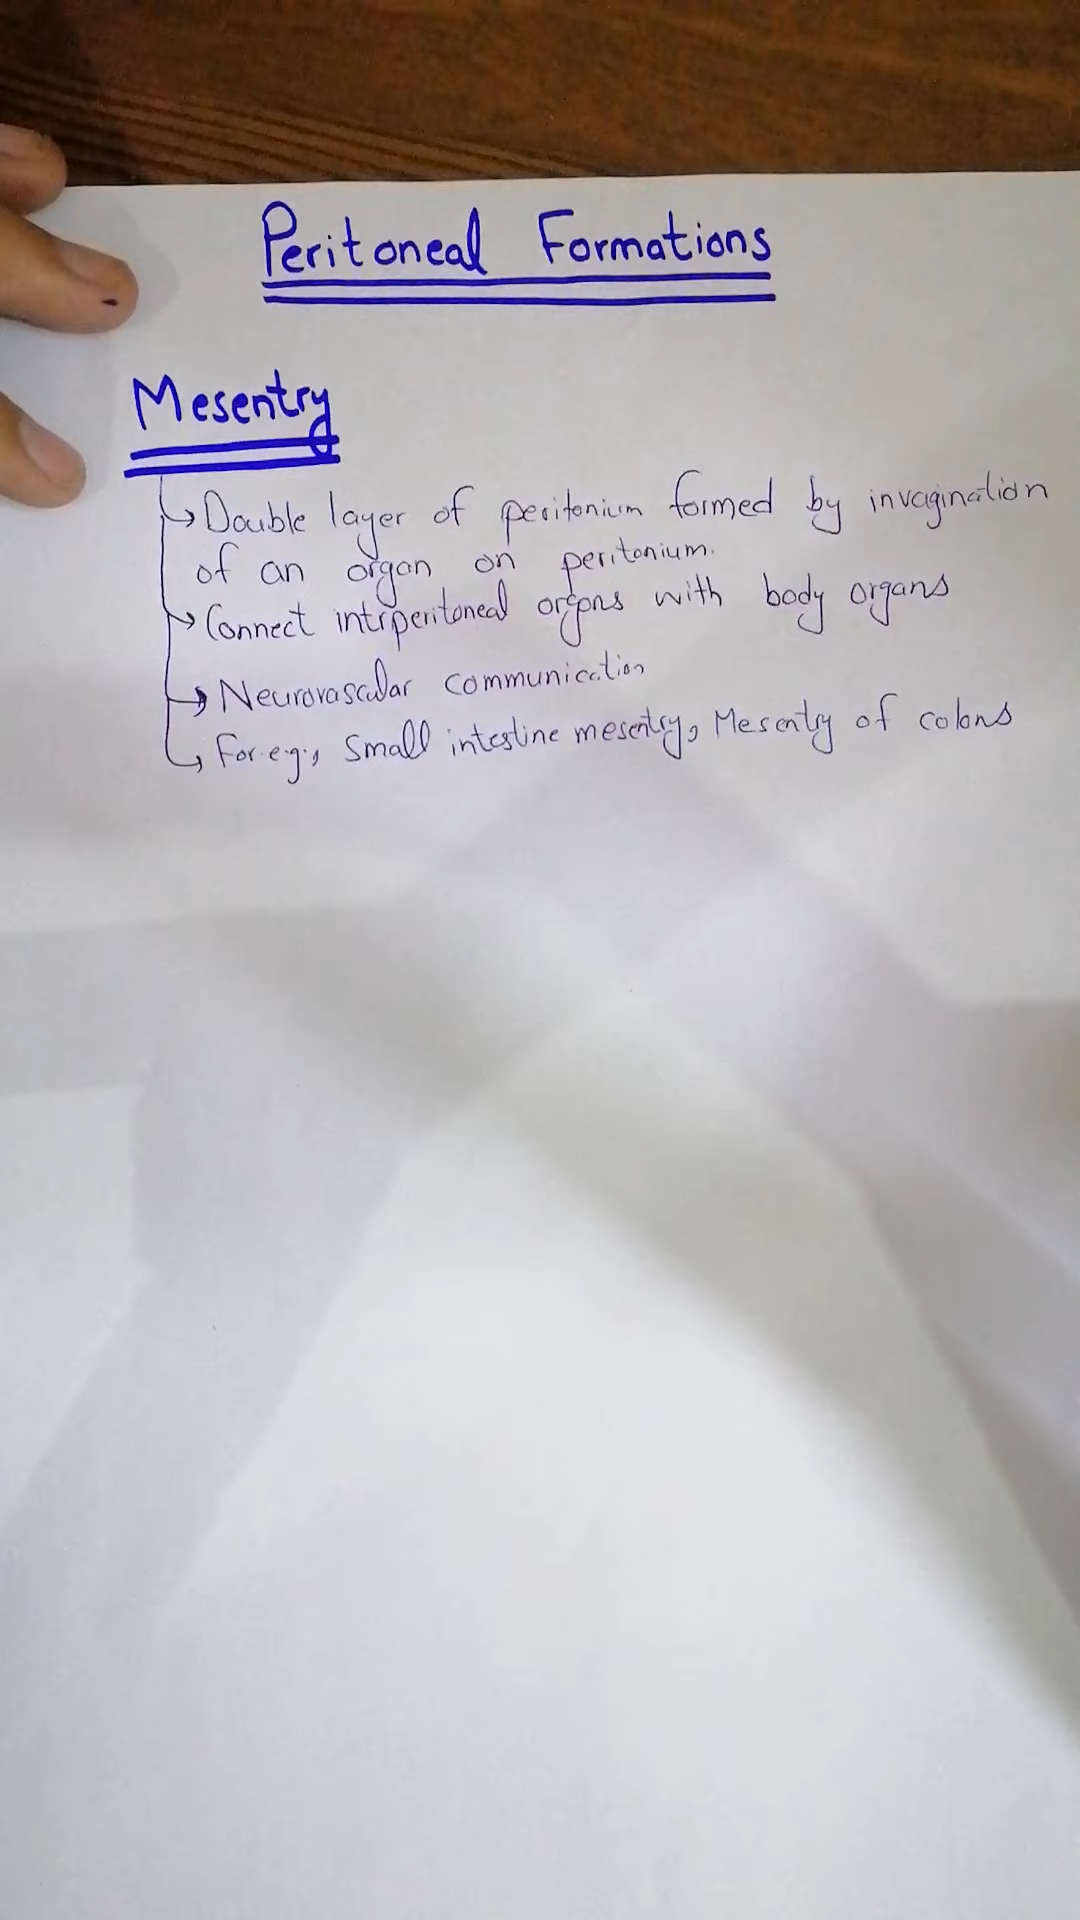 Peritoneal Formations
Mesentry
Double layer of peritonium formed by invagination
of an organ on peritonium.
Connect intrperitoneal organs with body organs
Neurovascular communication
For e.g., Small intestine mesentry, Mesentry of colons